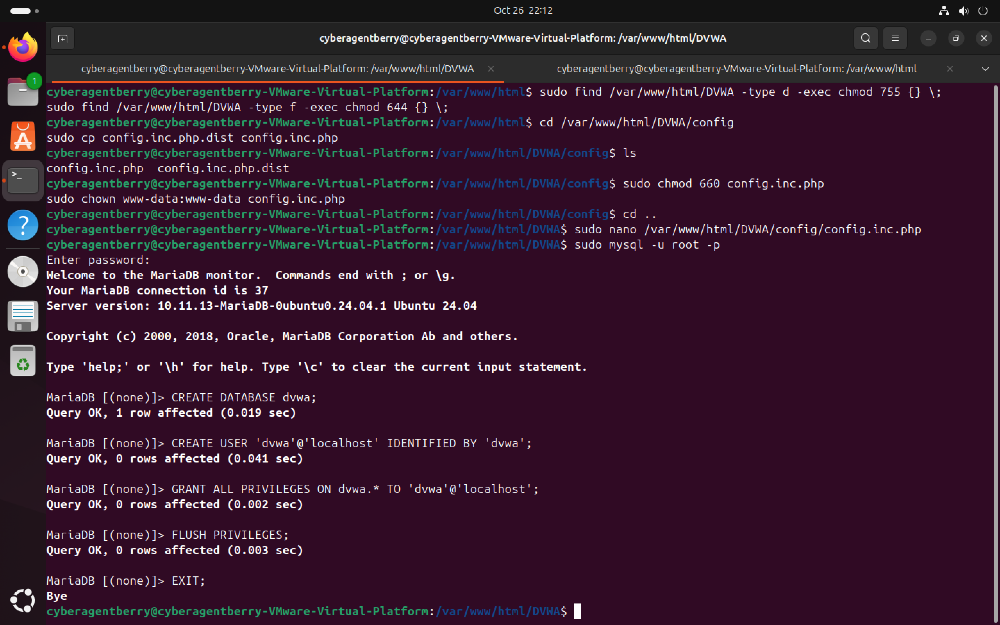 Oct 26 22:12
cyberagentberry@cyberagentberry-VMware-Virtual-Platform: /var/www/html/DVWA
cyberagentberry@cyberagentberry-VMware-Virtual-Platform: /var/www/html/DVWA
cyberagentberry@cyberagentberry-VMware-Virtual-Platform: /var/www/html
1
cyberagentberry@cyberagentberry-VMware-Virtual-Platform:/var/www/html$ sudo find /var/www/html/DVWA -type d -exec chmod 755 {} \;
sudo find /var/www/html/DVWA -type f -exec chmod 644 {} \;
cyberagentberry@cyberagentberry-VMware-Virtual-Platform:/var/www/html$ cd /var/www/html/DVWA/config
sudo cp config.inc.php.dist config.inc.php
cyberagentberry@cyberagentberry-VMware-Virtual-Platform:/var/www/html/DVWA/config$ ls
config.inc.php  config.inc.php.dist
cyberagentberry@cyberagentberry-VMware-Virtual-Platform:/var/www/html/DVWA/config$ sudo chmod 660 config.inc.php
sudo chown www-data:www-data config.inc.php
cyberagentberry@cyberagentberry-VMware-Virtual-Platform:/var/www/html/DVWA/config$ cd ..
cyberagentberry@cyberagentberry-VMware-Virtual-Platform:/var/www/html/DVWA$ sudo nano /var/www/html/DVWA/config/config.inc.php
cyberagentberry@cyberagentberry-VMware-Virtual-Platform:/var/www/html/DVWA$ sudo mysql -u root -p
Enter password:
Welcome to the MariaDB monitor.  Commands end with ; or \g.
Your MariaDB connection id is 37
Server version: 10.11.13-MariaDB-0ubuntu0.24.04.1 Ubuntu 24.04
Copyright (c) 2000, 2018, Oracle, MariaDB Corporation Ab and others.
Type 'help;' or '\h' for help. Type '\c' to clear the current input statement.
MariaDB [(none)]> CREATE DATABASE dvwa;
Query OK, 1 row affected (0.019 sec)
MariaDB [(none)]> CREATE USER 'dvwa'@'localhost' IDENTIFIED BY 'dvwa';
Query OK, 0 rows affected (0.041 sec)
MariaDB [(none)]> GRANT ALL PRIVILEGES ON dvwa.* TO 'dvwa'@'localhost';
Query OK, 0 rows affected (0.002 sec)
MariaDB [(none)]> FLUSH PRIVILEGES;
Query OK, 0 rows affected (0.003 sec)
MariaDB [(none)]> EXIT;
Bye
cyberagentberry@cyberagentberry-VMware-Virtual-Platform:/var/www/html/DVWA$